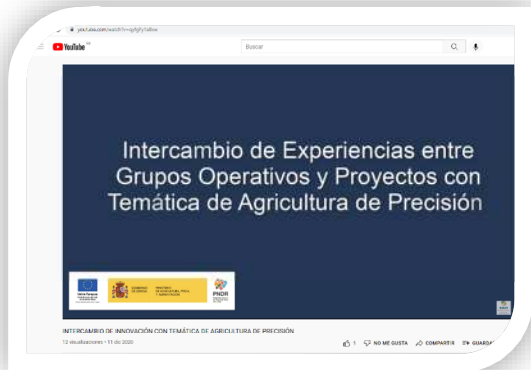 YouTube
Buscar
Intercambio de Experiencias entre
Grupos Operativos y Proyectos con
Temática de Agricultura de Precisión
PNDR
INTERCAMBIO DE INNOVACIÓN CON TEMÁTICA DE AGRICULTURA DE PRECISIÓN
12 visualizaciones • 11 dic 2020
1 NO ME GUSTA COMPARTIR